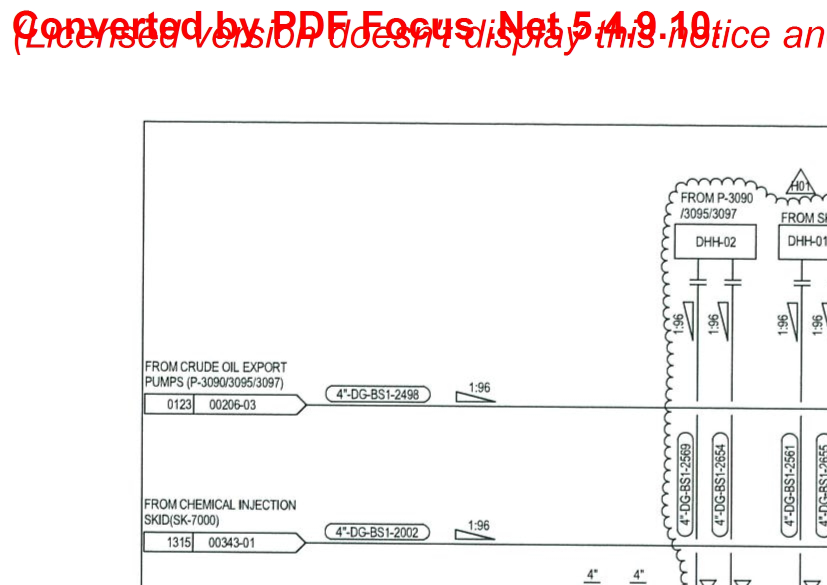 Converted by PDF Focus .Net 5.4.9.10.
(Licensed version doesn't display this notice an
H01
FROM P-3090
/3095/3097
FROM S
DHH-02
DHH-01
1:96
1:96
1:96
1:96
FROM CRUDE OIL EXPORT
PUMPS (P-3090/3095/3097)
0123 00206-03
4"-DG-BS1-2498
1:96
4"-DG-BS1-2569
4"-DG-BS1-2654
4"-DG-BS1-2561
4"-DG-BS1-2655
FROM CHEMICAL INJECTION
SKID(SK-7000)
1315 00343-01
4"-DG-BS1-2002
1:96
4"
4"